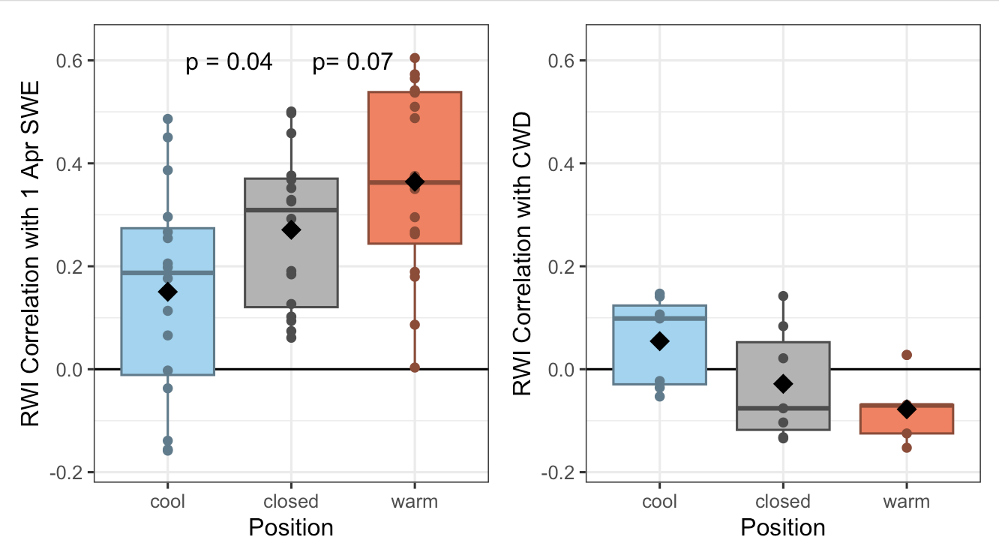 RWI Correlation with 1 Apr SWE
0.6
0.4
0.2
0.0
-0.2
p = 0.04
p= 0.07
cool
closed
warm
Position
RWI Correlation with CWD
0.6
0.4
0.2
0.0
-0.2
cool
closed
warm
Position